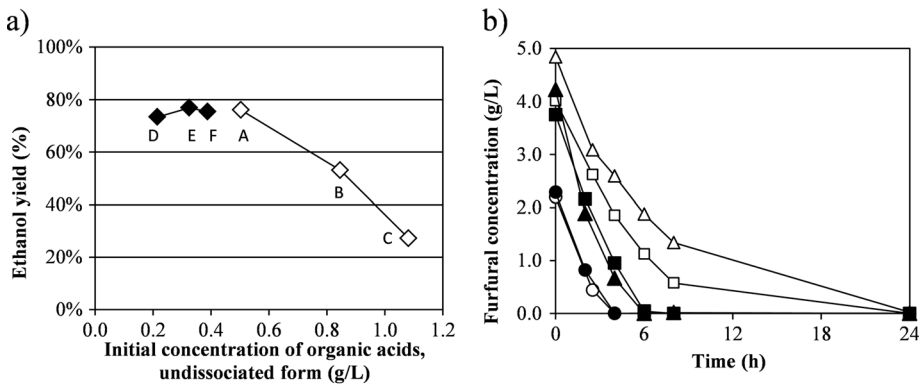 a)
Ethanol yield (%)
100%
80%
60%
40%
20%
0%
D
E
F
A
B
C
0.0 0.2 0.4 0.6 0.8 1.0 1.2
Initial concentration of organic acids,
undissociated form (g/L)
b)
Furfural concentration (g/L)
5.0
4.0
3.0
2.0
1.0
0.0
0 6 12 18 24
Time (h)